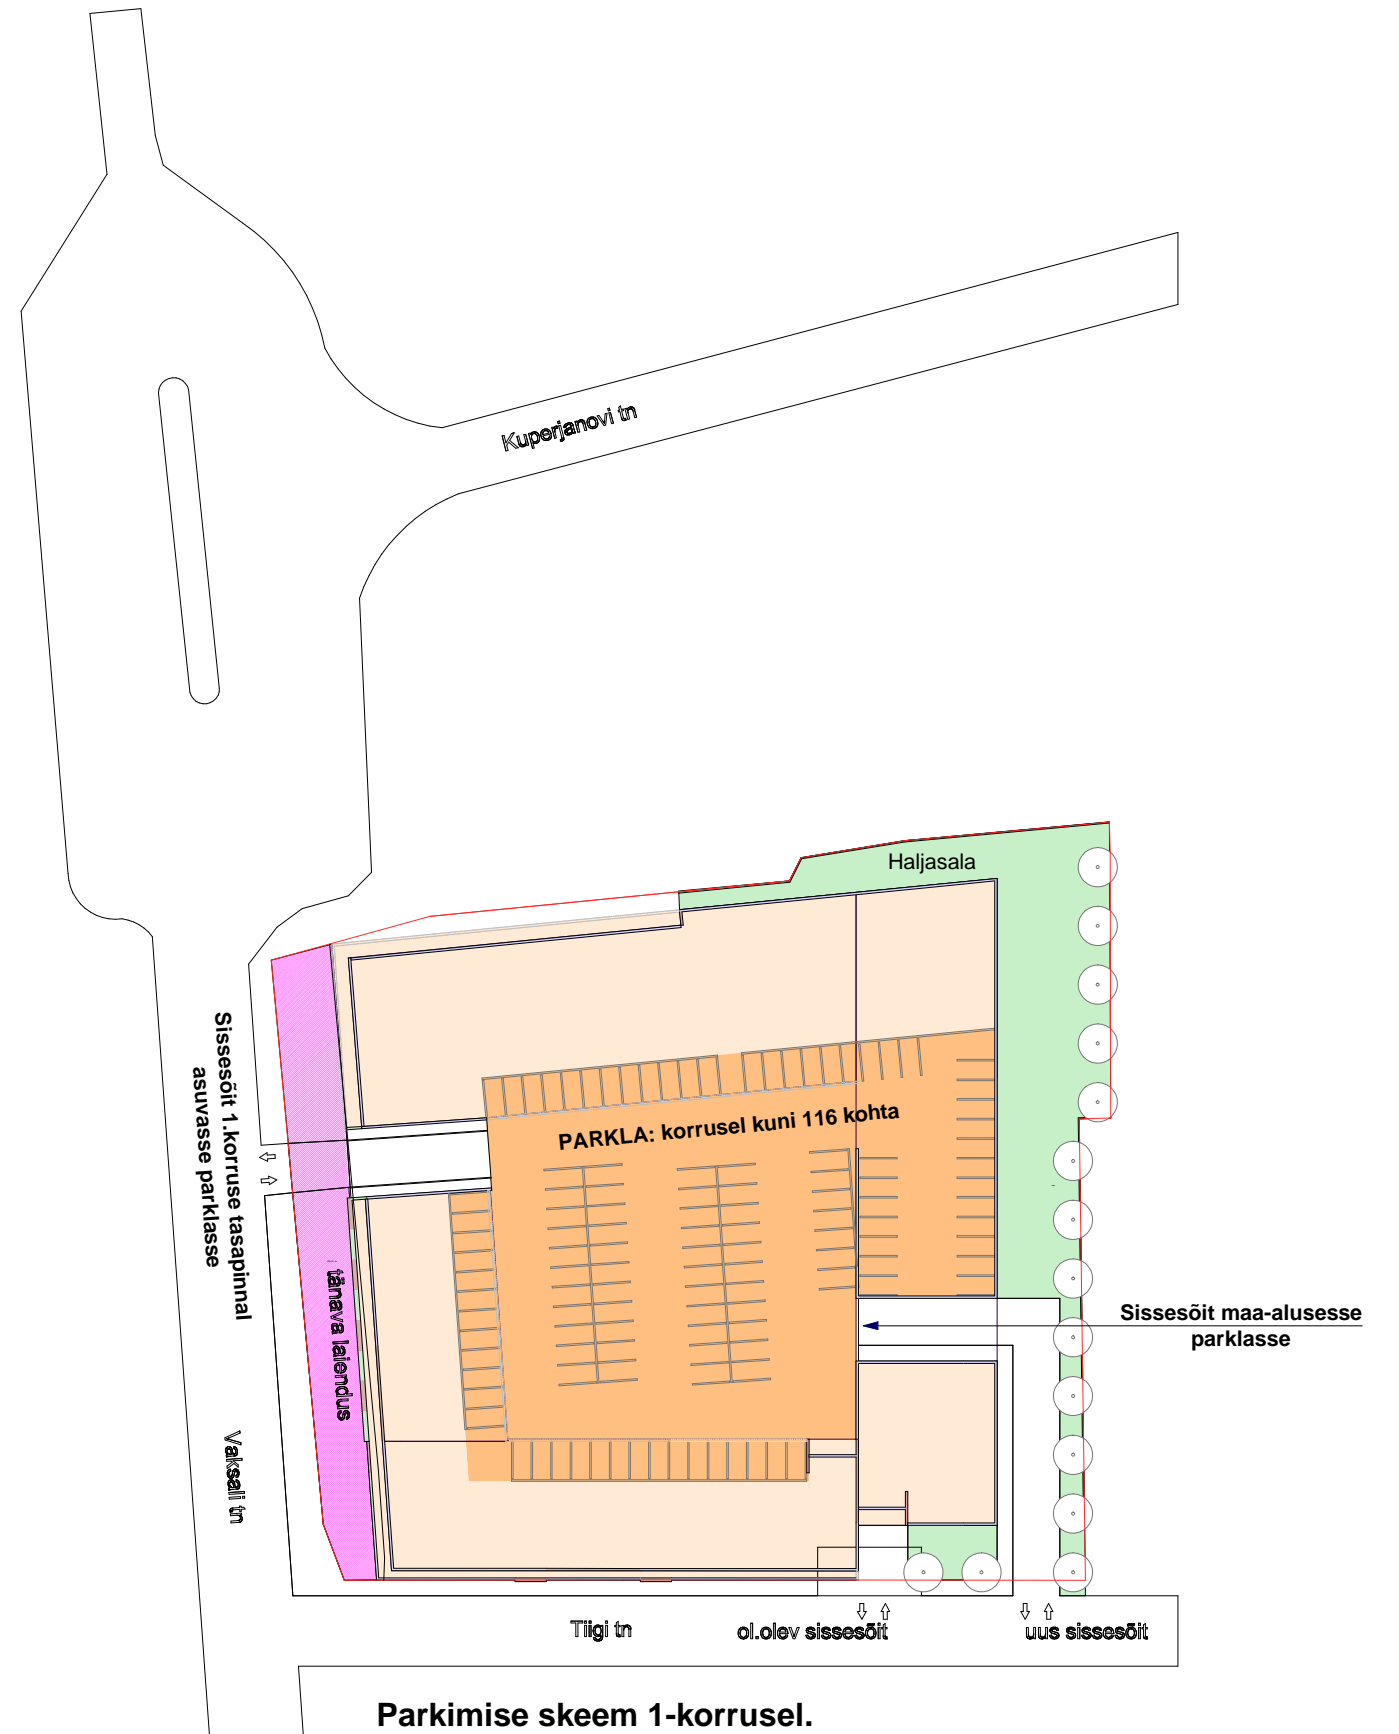 Kuperjanovi tn
Haljasala
Sissesõit 1.korruse tasapinnal
asuvasse parklasse
PARKLA: korrusel kuni 116 kohta
tänava laiendus
Sissesõit maa-alusesse
parklasse
Vaksali tn
Tiigi tn
ol.olev sissesõit
uus sissesõit
Parkimise skeem 1-korrusel.